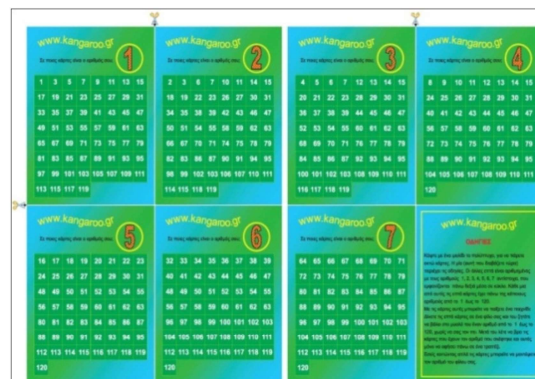 www.kangaroo.gr
1
Σε ποιες κάρτες είναι ο αριθμός σου;
1 3 5 7 9 11 13 15
17 19 21 23 25 27 29 31
33 35 37 39 41 43 45 47
49 51 53 55 57 59 61 63
65 67 69 71 73 75 77 79
81 83 85 87 89 91 93 95
97 99 101 103 105 107 109 111
113 115 117 119
www.kangaroo.gr
2
Σε ποιες κάρτες είναι ο αριθμός σου;
2 3 6 7 10 11 14 15
18 19 22 23 26 27 30 31
34 35 38 39 42 43 46 47
50 51 54 55 58 59 62 63
66 67 70 71 74 75 78 79
82 83 86 87 90 91 94 95
98 99 102 103 106 107 110 111
114 115 118 119
www.kangaroo.gr
3
Σε ποιες κάρτες είναι ο αριθμός σου;
4 5 6 7 12 13 14 15
20 21 22 23 28 29 30 31
36 37 38 39 44 45 46 47
52 53 54 55 60 61 62 63
68 69 70 71 76 77 78 79
84 85 86 87 92 93 94 95
100 101 102 103 108 109 110 111
116 117 118 119
www.kangaroo.gr
4
Σε ποιες κάρτες είναι ο αριθμός σου;
8 9 10 11 12 13 14 15
24 25 26 27 28 29 30 31
40 41 42 43 44 45 46 47
56 57 58 59 60 61 62 63
72 73 74 75 76 77 78 79
88 89 90 91 92 93 94 95
104 105 106 107 108 109 110 111
120
www.kangaroo.gr
5
Σε ποιες κάρτες είναι ο αριθμός σου;
16 17 18 19 20 21 22 23
24 25 26 27 28 29 30 31
48 49 50 51 52 53 54 55
56 57 58 59 60 61 62 63
80 81 82 83 84 85 86 87
88 89 90 91 92 93 94 95
112 113 114 115 116 117 118 119
120
www.kangaroo.gr
6
Σε ποιες κάρτες είναι ο αριθμός σου;
32 33 34 35 36 37 38 39
40 41 42 43 44 45 46 47
48 49 50 51 52 53 54 55
56 57 58 59 60 61 62 63
96 97 98 99 100 101 102 103
104 105 106 107 108 109 110 111
112 113 114 115 116 117 118 119
120
www.kangaroo.gr
7
Σε ποιες κάρτες είναι ο αριθμός σου;
64 65 66 67 68 69 70 71
72 73 74 75 76 77 78 79
80 81 82 83 84 85 86 87
88 89 90 91 92 93 94 95
96 97 98 99 100 101 102 103
104 105 106 107 108 109 110 111
112 113 114 115 116 117 118 119
120
www.kangaroo.gr
ΟΔΗΓΙΕΣ